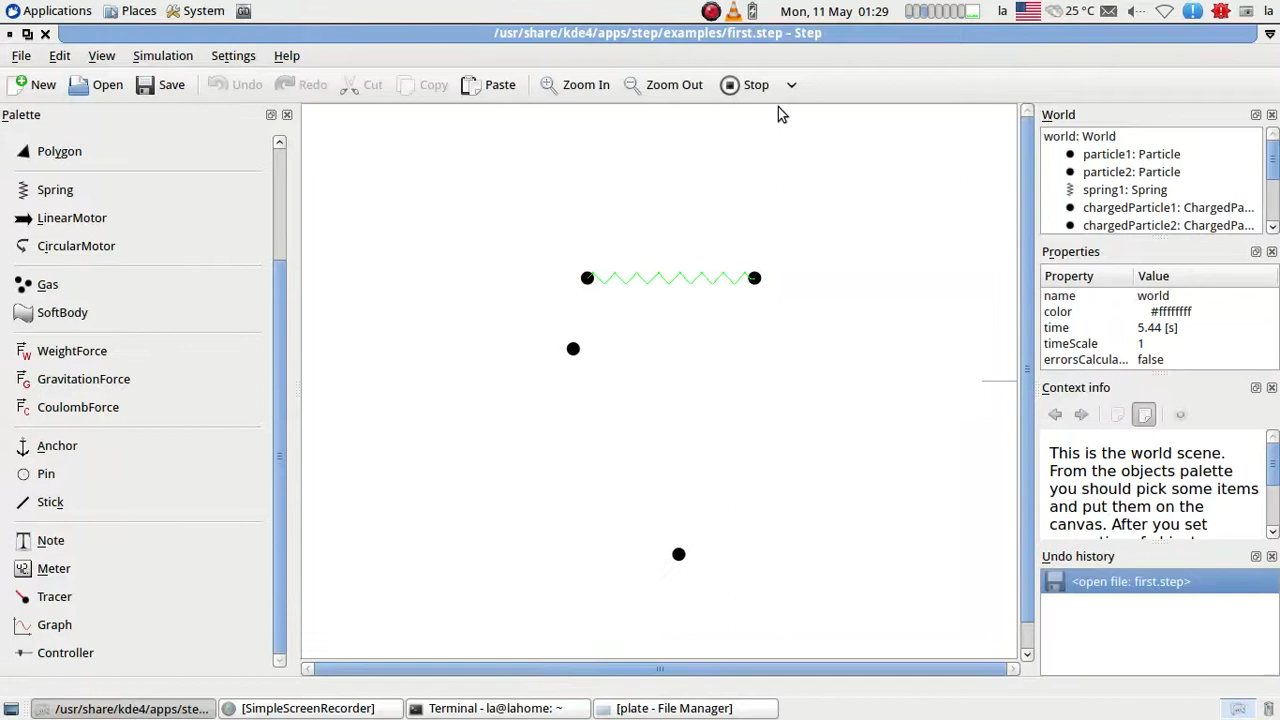 Applications Places System Mon, 11 May 01:29 la 25 °C la
/usr/share/kde4/apps/step/examples/first.step – Step
File Edit View Simulation Settings Help
New Open Save Undo Redo Cut Copy Paste Zoom In Zoom Out Stop
Palette
Polygon
Spring
LinearMotor
CircularMotor
Gas
SoftBody
WeightForce
GravitationForce
CoulombForce
Anchor
Pin
Stick
Note
Meter
Tracer
Graph
Controller
World
world: World
particle1: Particle
particle2: Particle
spring1: Spring
chargedParticle1: ChargedPa...
chargedParticle2: ChargedPa...
Properties
Property Value
name world
color #ffffffff
time 5.44 [s]
timeScale 1
errorsCalcula... false
Context info
This is the world scene.
From the objects palette
you should pick some items
and put them on the
canvas. After you set
Undo history
<open file: first.step>
/usr/share/kde4/apps/ste... [SimpleScreenRecorder] Terminal - la@lahome: ~ [plate - File Manager]